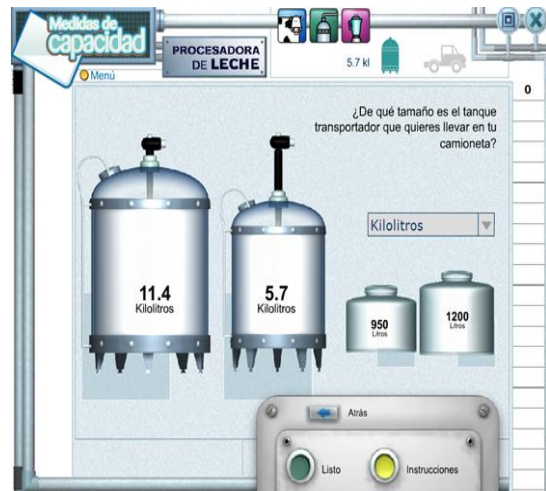 Medidas de
capacidad
PROCESADORA
DE LECHE
5.7 kl
Menú
0
¿De qué tamaño es el tanque
transportador que quieres llevar en tu
camioneta?
Kilolitros
11.4
Kilolitros
5.7
Kilolitros
950
Litros
1200
Litros
Atrás
Listo
Instrucciones